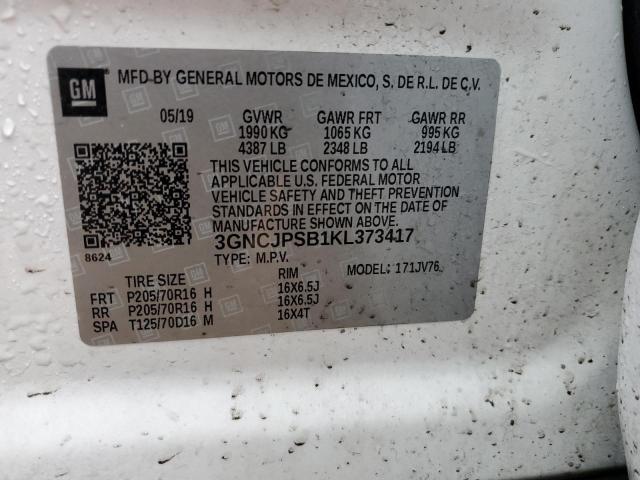 GM MFD BY GENERAL MOTORS DE MEXICO, S. DE R.L. DE C.V.
05/19 GVWR GAWR FRT GAWR RR
1990 KG 1065 KG 995 KG
4387 LB 2348 LB 2194 LB
THIS VEHICLE CONFORMS TO ALL
APPLICABLE U.S. FEDERAL MOTOR
VEHICLE SAFETY AND THEFT PREVENTION
STANDARDS IN EFFECT ON THE DATE OF
MANUFACTURE SHOWN ABOVE.
3GNCJPSB1KL373417
8624 TYPE: M.P.V. MODEL: 171JV76
TIRE SIZE RIM
FRT P205/70R16 H 16X6.5J
RR P205/70R16 H 16X6.5J
SPA T125/70D16 M 16X4T